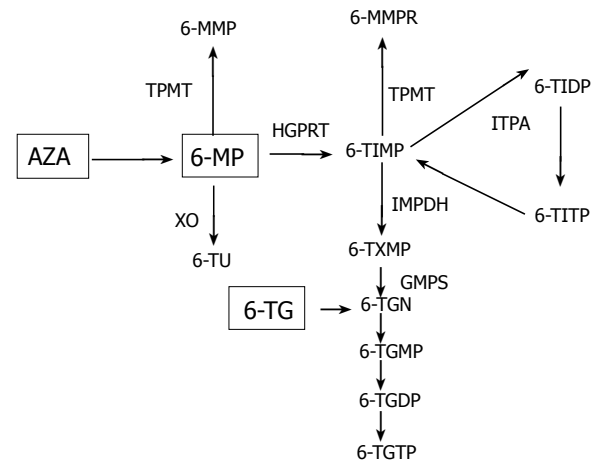 6-MMP
6-MMPR
TPMT
TPMT
6-TIDP
HGPRT
ITPA
AZA
6-MP
6-TIMP
XO
IMPDH
6-TITP
6-TU
6-TXMP
GMPS
6-TG
6-TGN
6-TGMP
6-TGDP
6-TGTP